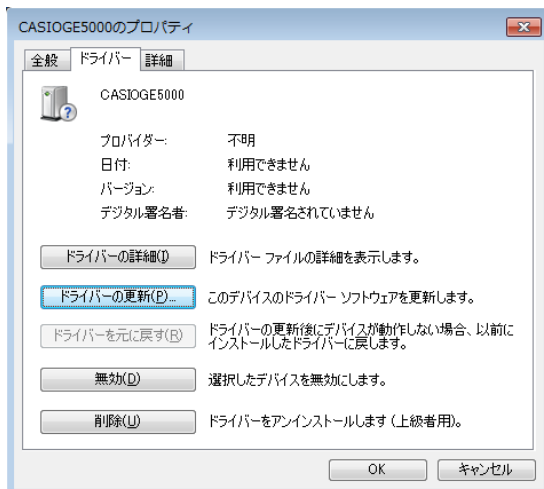 CASIOGE5000のプロパティ
全般 ドライバー 詳細
CASIOGE5000
プロバイダー: 不明
日付: 利用できません
バージョン: 利用できません
デジタル署名者: デジタル署名されていません
ドライバーの詳細(I) ドライバー ファイルの詳細を表示します。
ドライバーの更新(P)... このデバイスのドライバー ソフトウェアを更新します。
ドライバーを元に戻す(R) ドライバーの更新後にデバイスが動作しない場合、以前に
インストールしたドライバーに戻します。
無効(D) 選択したデバイスを無効にします。
削除(U) ドライバーをアンインストールします (上級者用)。
OK キャンセル